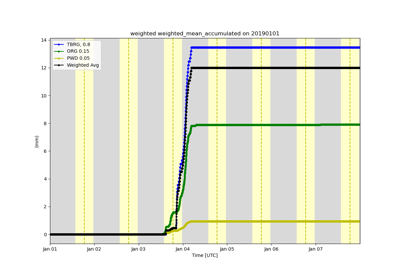 weighted weighted_mean_accumulated on 20190101
TBRG, 0.8
ORG 0.15
PWD 0.05
Weighted Avg
14
12
10
8
6
4
2
0
(mm)
Jan 01 Jan 02 Jan 03 Jan 04 Jan 05 Jan 06 Jan 07
Time [UTC]